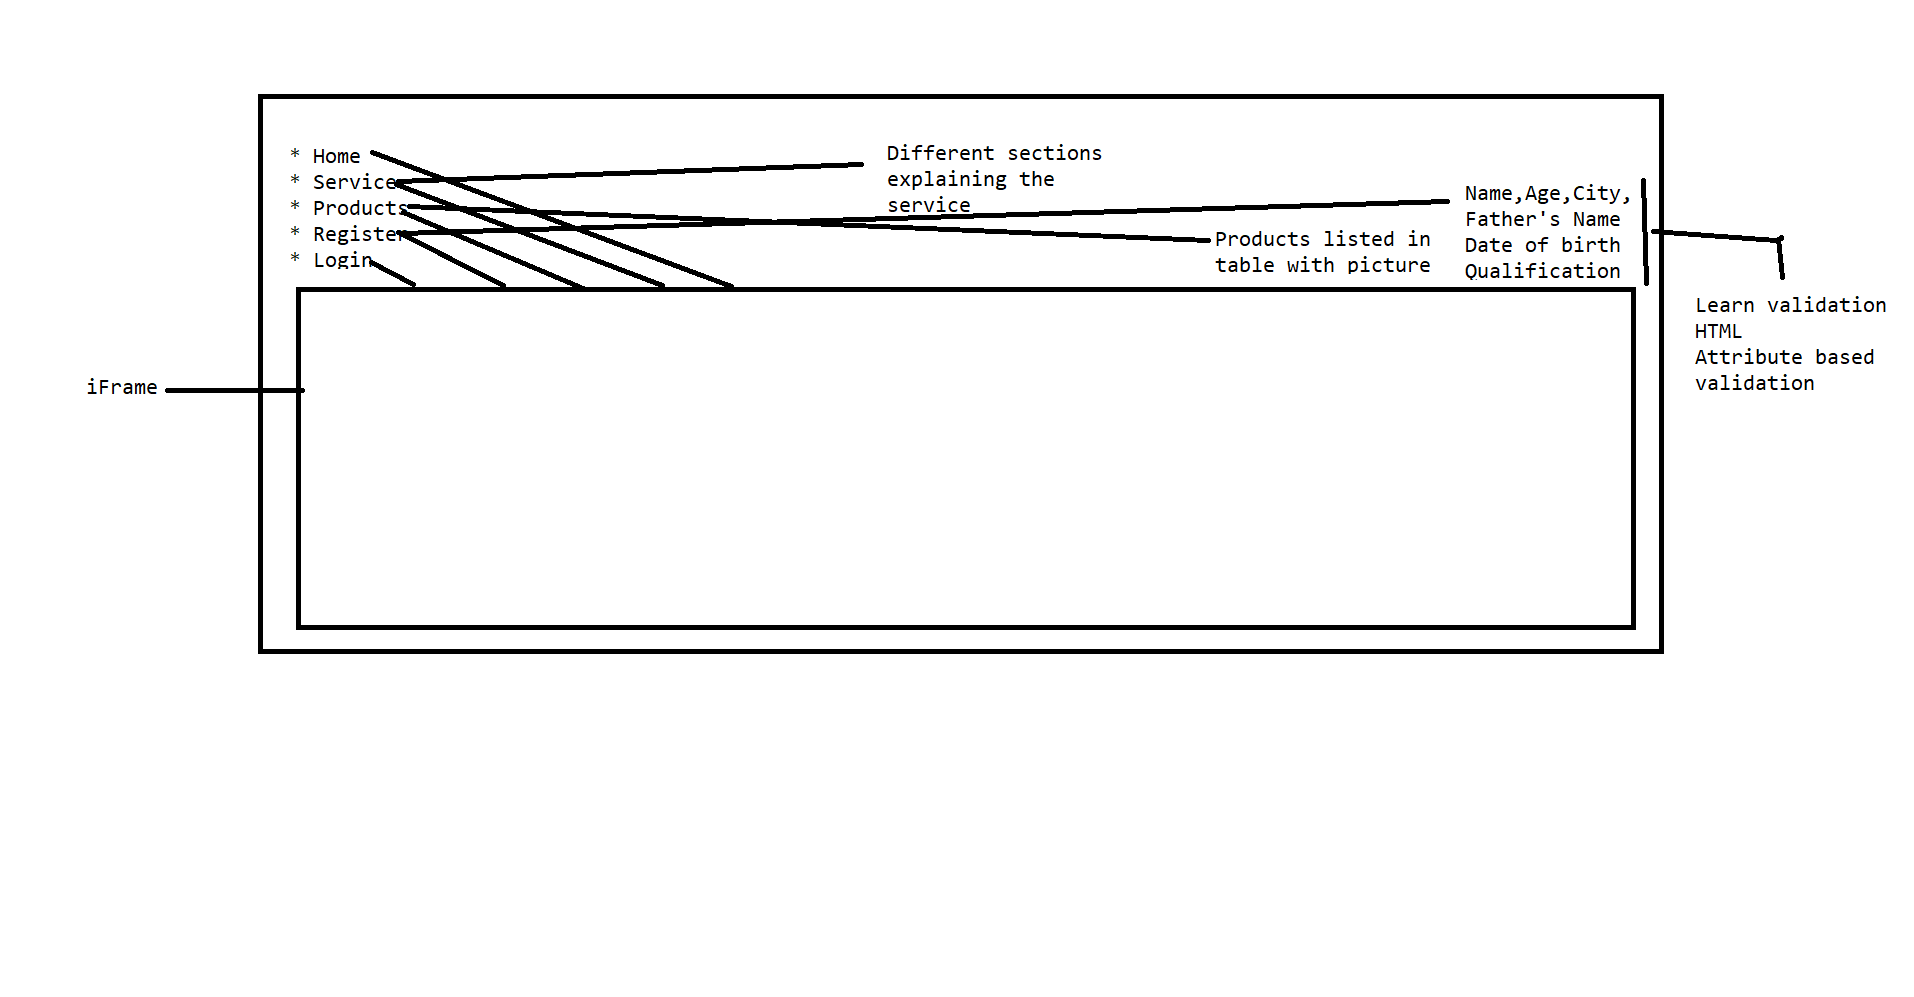 * Home
* Service
* Products
* Register
* Login
Different sections
explaining the
service
Products listed in
table with picture
Name,Age,City,
Father's Name
Date of birth
Qualification
Learn validation
HTML
Attribute based
validation
iFrame